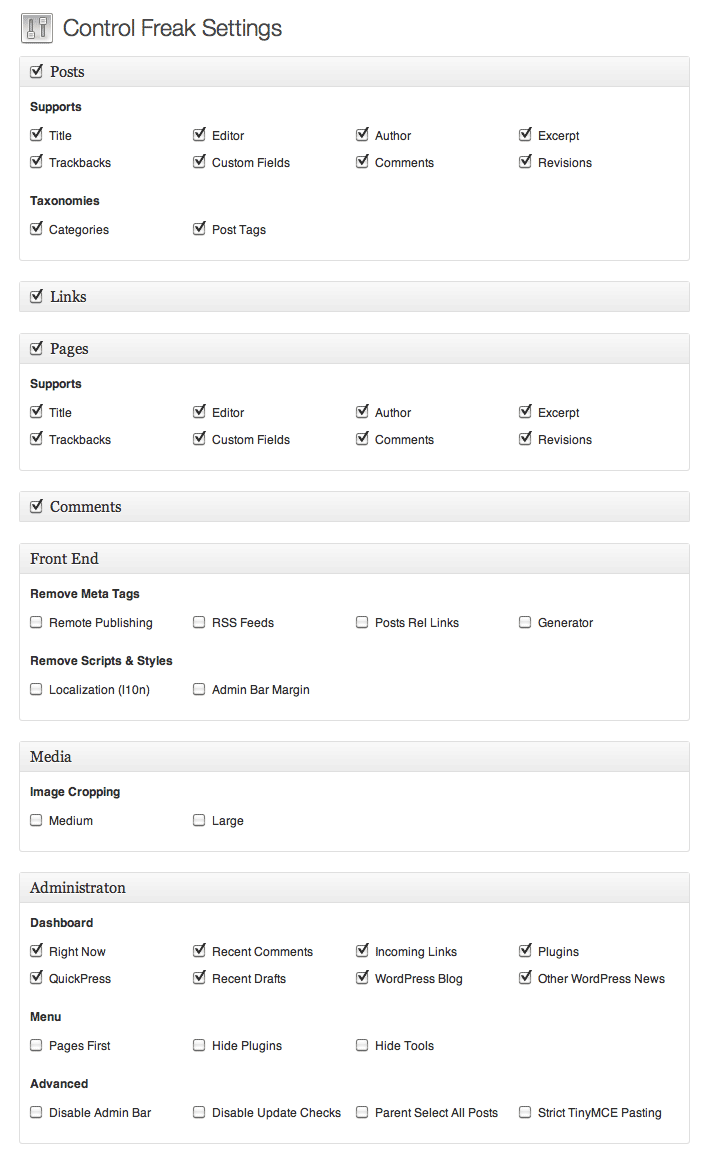 Control Freak Settings
Posts
Supports
Title Editor Author Excerpt
Trackbacks Custom Fields Comments Revisions
Taxonomies
Categories Post Tags
Links
Pages
Supports
Title Editor Author Excerpt
Trackbacks Custom Fields Comments Revisions
Comments
Front End
Remove Meta Tags
Remote Publishing RSS Feeds Posts Rel Links Generator
Remove Scripts & Styles
Localization (l10n) Admin Bar Margin
Media
Image Cropping
Medium Large
Administraton
Dashboard
Right Now Recent Comments Incoming Links Plugins
QuickPress Recent Drafts WordPress Blog Other WordPress News
Menu
Pages First Hide Plugins Hide Tools
Advanced
Disable Admin Bar Disable Update Checks Parent Select All Posts Strict TinyMCE Pasting